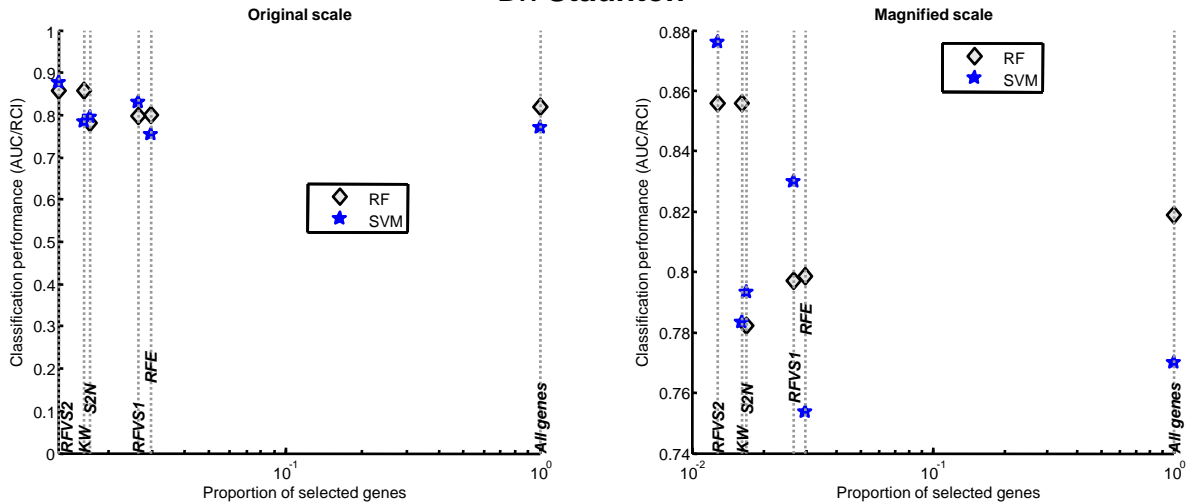 Original scale
Classification performance (AUC/RCI)
1
0.9
0.8
0.7
0.6
0.5
0.4
0.3
0.2
0.1
0
RF
SVM
RFVS2
KW
S2N
RFVS1
RFE
All genes
10-1
100
Proportion of selected genes
Magnified scale
Classification performance (AUC/RCI)
0.88
0.86
0.84
0.82
0.8
0.78
0.76
0.74
RF
SVM
RFVS2
KW
S2N
RFVS1
RFE
All genes
10-2
10-1
100
Proportion of selected genes